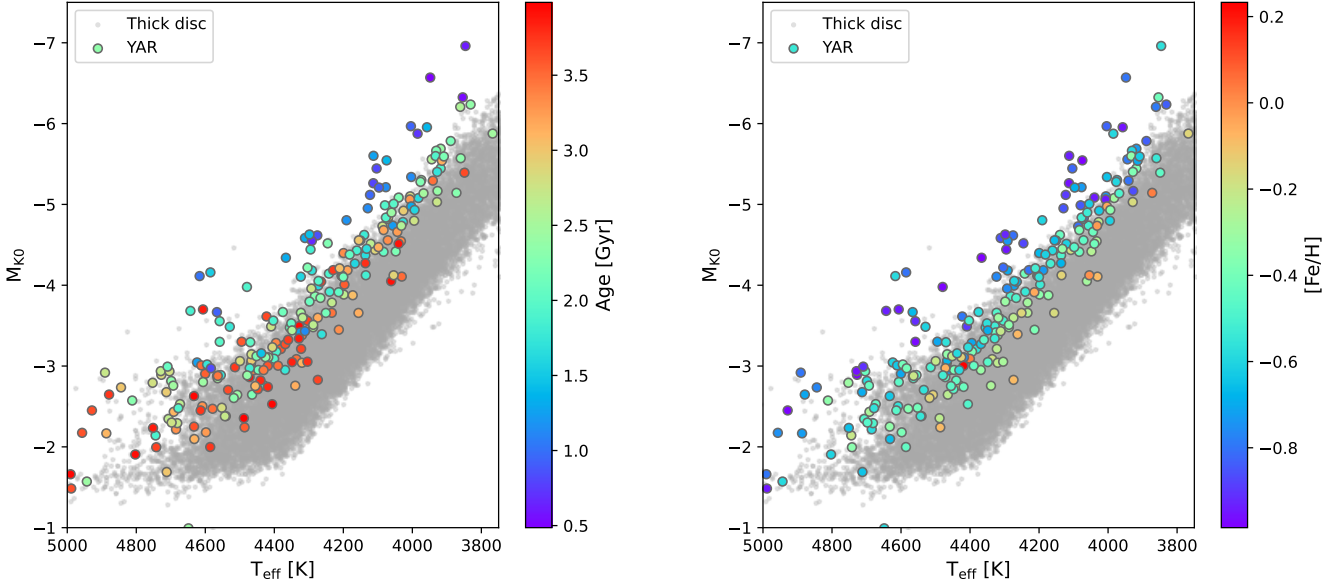 Thick disc
YAR
−7
−6
−5
−4
−3
−2
−1
M_K0
5000 4800 4600 4400 4200 4000 3800
T_eff [K]
3.5
3.0
2.5
2.0
1.5
1.0
0.5
Age [Gyr]
Thick disc
YAR
−7
−6
−5
−4
−3
−2
−1
M_K0
5000 4800 4600 4400 4200 4000 3800
T_eff [K]
0.2
0.0
−0.2
−0.4
−0.6
−0.8
[Fe/H]